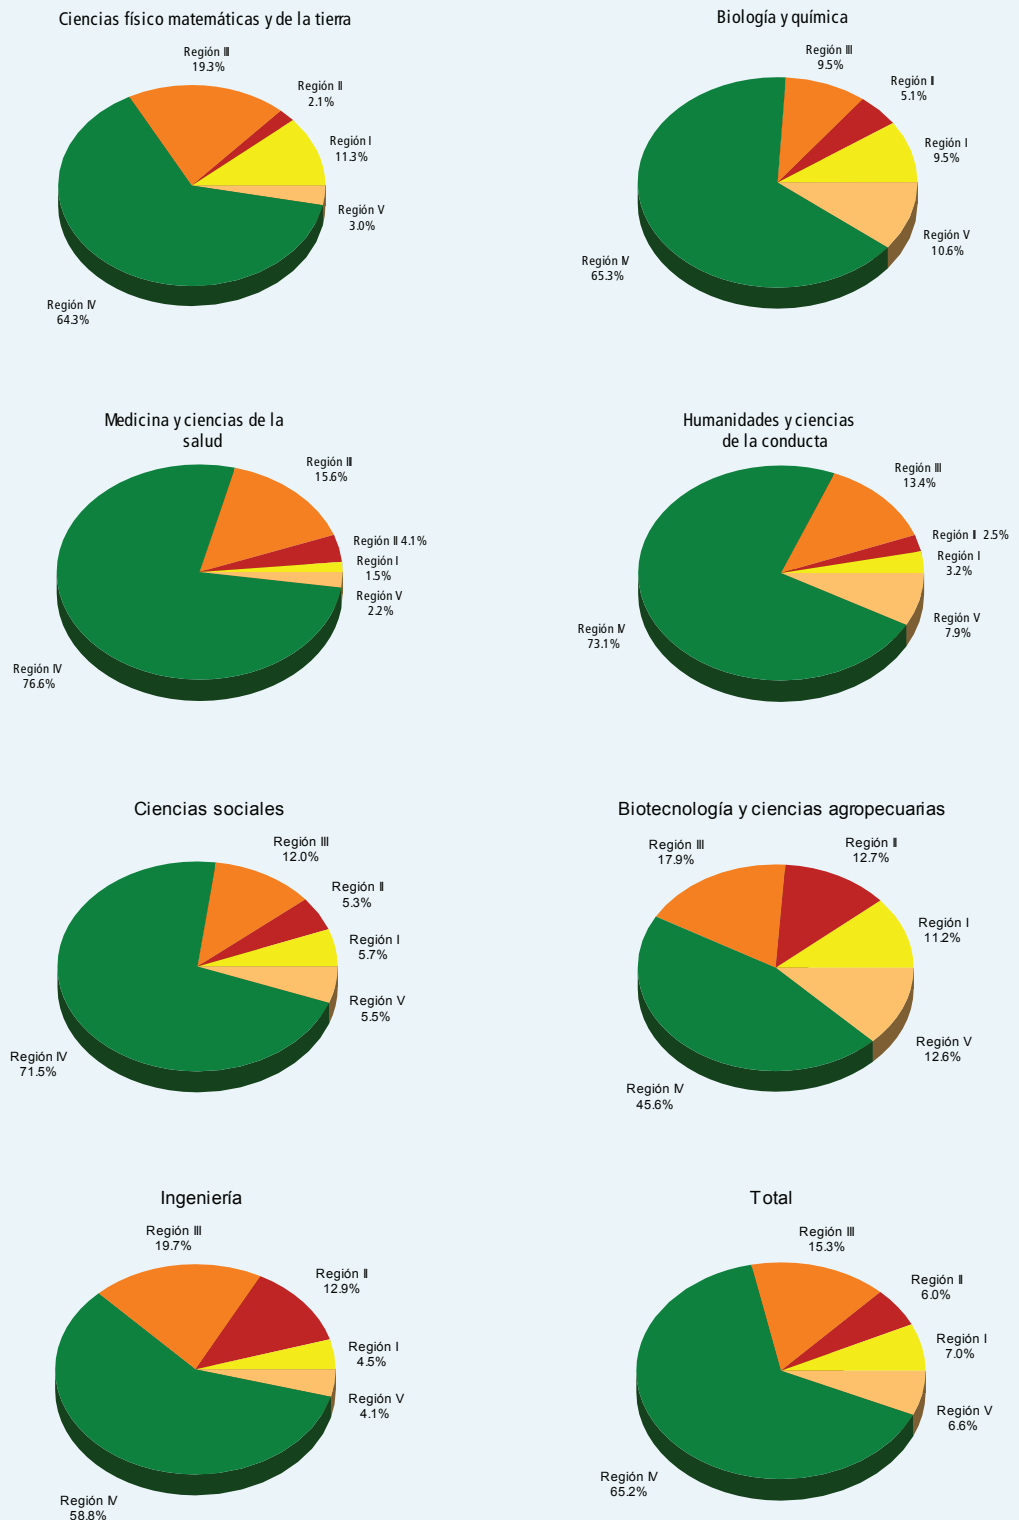 Ciencias físico matemáticas y de la tierra
Región III
19.3%
Región II
2.1%
Región I
11.3%
Región V
3.0%
Región IV
64.3%
Biología y química
Región III
9.5%
Región II
5.1%
Región I
9.5%
Región V
10.6%
Región IV
65.3%
Medicina y ciencias de la
salud
Región III
15.6%
Región II 4.1%
Región I
1.5%
Región V
2.2%
Región IV
76.6%
Humanidades y ciencias
de la conducta
Región III
13.4%
Región II 2.5%
Región I
3.2%
Región V
7.9%
Región IV
73.1%
Ciencias sociales
Región III
12.0%
Región II
5.3%
Región I
5.7%
Región V
5.5%
Región IV
71.5%
Biotecnología y ciencias agropecuarias
Región III
17.9%
Región II
12.7%
Región I
11.2%
Región V
12.6%
Región IV
45.6%
Ingeniería
Región III
19.7%
Región II
12.9%
Región I
4.5%
Región V
4.1%
Región IV
58.8%
Total
Región III
15.3%
Región II
6.0%
Región I
7.0%
Región V
6.6%
Región IV
65.2%